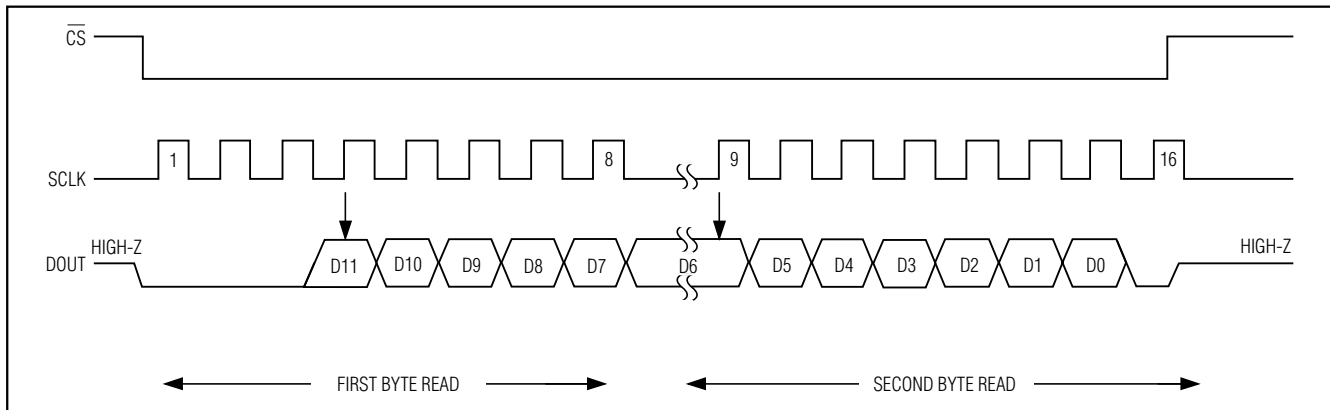 CS
1 8 9 16
SCLK
HIGH-Z HIGH-Z
DOUT D11 D10 D9 D8 D7 D6 D5 D4 D3 D2 D1 D0
FIRST BYTE READ SECOND BYTE READ